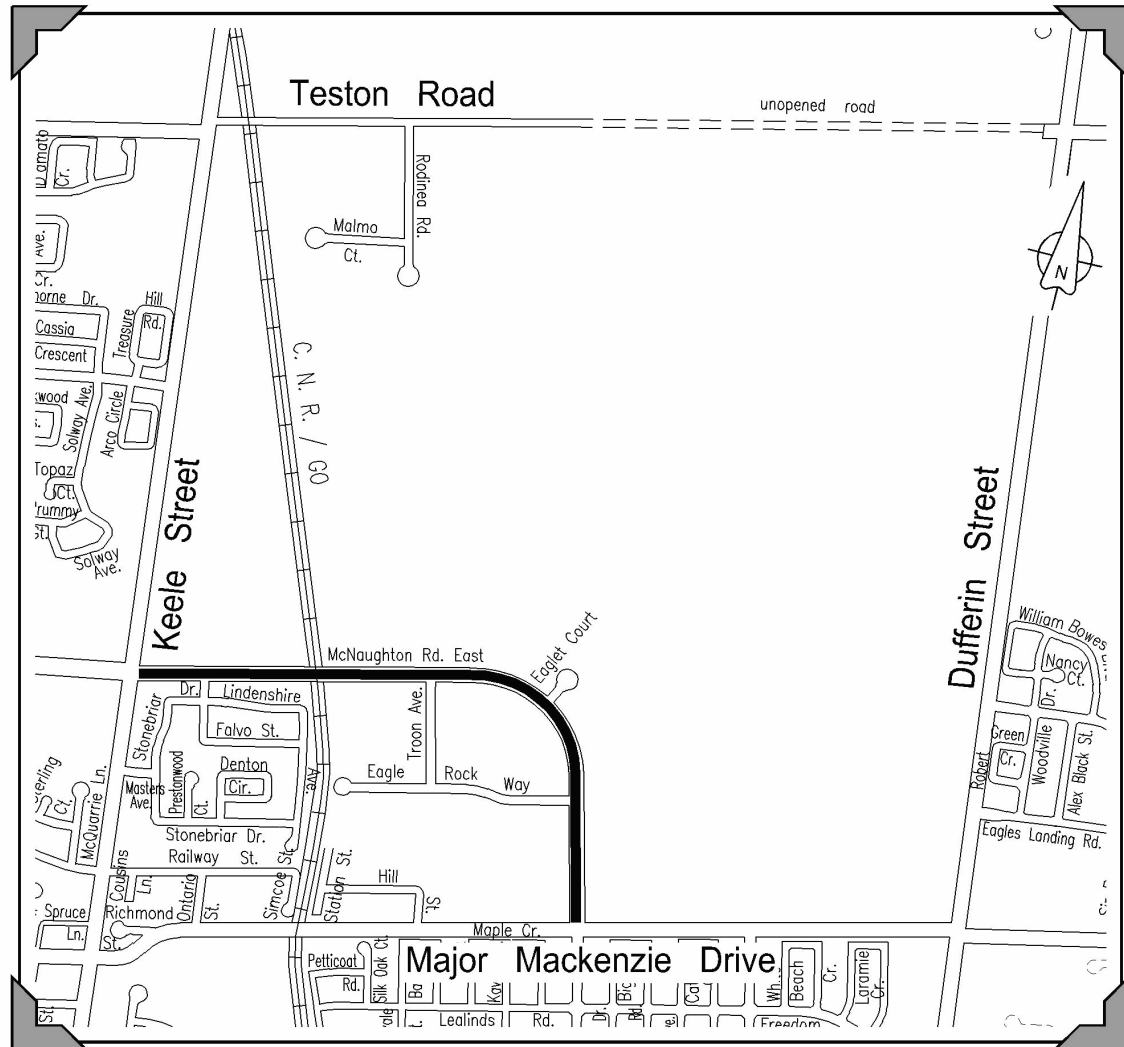 Teston Road
unopened road
D'amato
Cr.
Rodinea Rd.
Malmo
Ct.
Ave.
Cr.
Dr.
Hill
Rd.
Treasure
Cassia
Crescent
Solway Ave.
Arco Circle
C. N. R. / GO
N
Topaz
Ct.
St.
Solway
Ave.
Keele Street
Dufferin Street
McNaughton Rd. East
Eaglet Court
William Bowes
Nancy
Ct.
Dr.
Stonebriar
Dr.
Lindenshire
Ave.
Falvo St.
Troon Ave.
Denton
Cir.
Prestonwood
Ct.
Masters
Ave.
Eagle Rock Way
Robert
Green
Cr.
Woodville
Alex Black St.
Eagles Landing Rd.
Ct.
McQuarrie Ln.
Stonebriar Dr.
Railway St.
Simcoe St.
Station St.
Hill
St.
Cousins
Ln.
Ontario
St.
Spruce
Ln.
Richmond
St.
Maple Cr.
Major Mackenzie Drive
Petticoat
Rd.
Silk Oak Ct.
Beach
Cr.
Laramie
Cr.
St.
Lealinds Rd.
Dr.
Rd.
Freedom